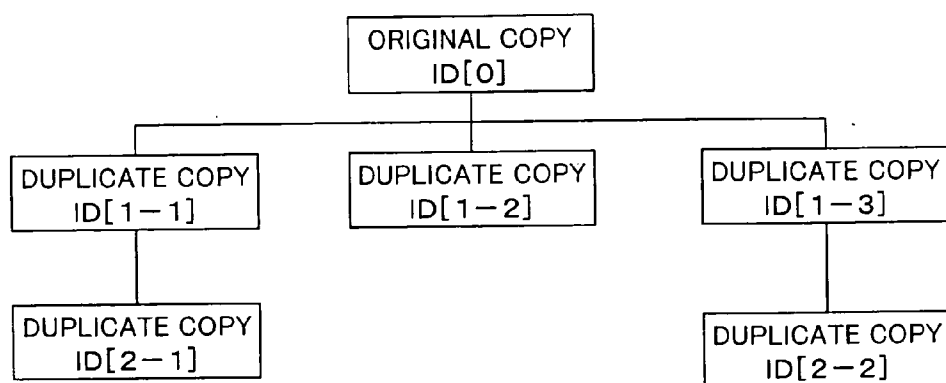 ORIGINAL COPY
ID[0]
DUPLICATE COPY
ID[1-1]
DUPLICATE COPY
ID[1-2]
DUPLICATE COPY
ID[1-3]
DUPLICATE COPY
ID[2-1]
DUPLICATE COPY
ID[2-2]